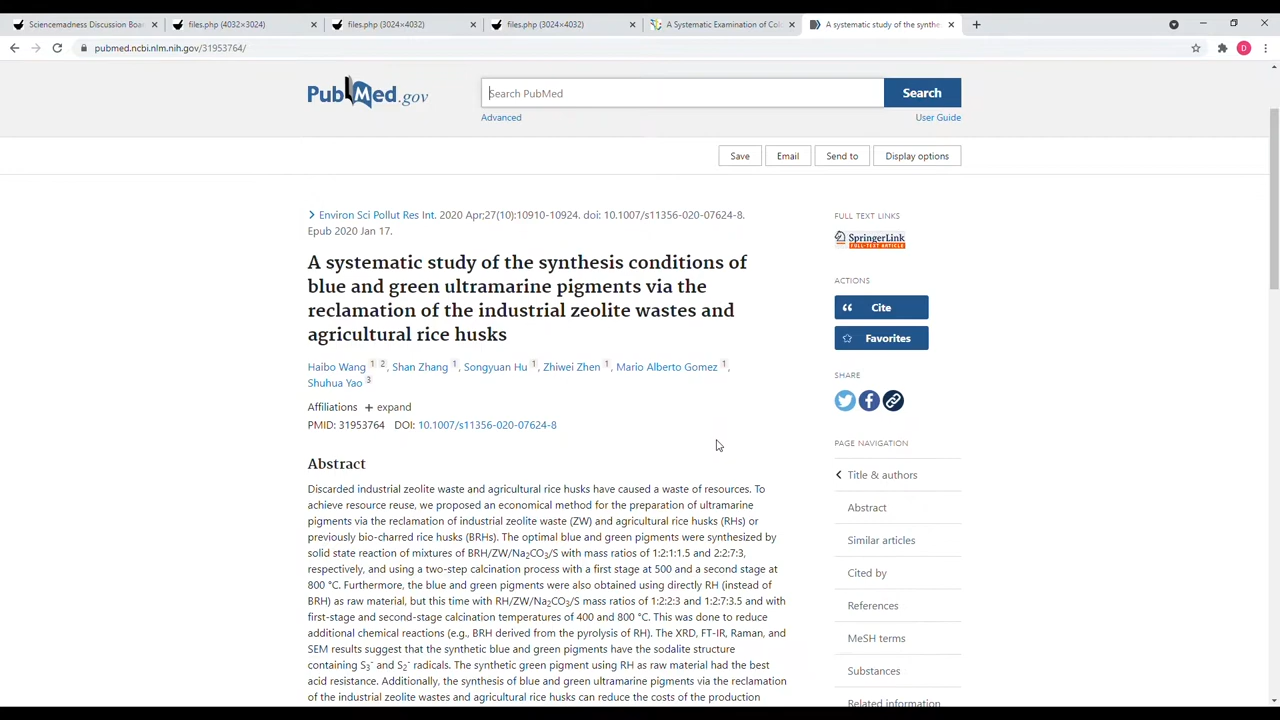 Sciencemadness Discussion Boa
files.php (4032×3024)
files.php (3024×4032)
files.php (3024×4032)
A Systematic Examination of Colo
A systematic study of the synthe
pubmed.ncbi.nlm.nih.gov/31953764/
D
PubMed.gov
Search PubMed
Search
Advanced
User Guide
Save
Email
Send to
Display options
Environ Sci Pollut Res Int. 2020 Apr;27(10):10910-10924. doi: 10.1007/s11356-020-07624-8.
Epub 2020 Jan 17.
A systematic study of the synthesis conditions of
blue and green ultramarine pigments via the
reclamation of the industrial zeolite wastes and
agricultural rice husks
Haibo Wang 1 2, Shan Zhang 1, Songyuan Hu 1, Zhiwei Zhen 1, Mario Alberto Gomez 1,
Shuhua Yao 3
Affiliations + expand
PMID: 31953764 DOI: 10.1007/s11356-020-07624-8
Abstract
Discarded industrial zeolite waste and agricultural rice husks have caused a waste of resources. To
achieve resource reuse, we proposed an economical method for the preparation of ultramarine
pigments via the reclamation of industrial zeolite waste (ZW) and agricultural rice husks (RHs) or
previously bio-charred rice husks (BRHs). The optimal blue and green pigments were synthesized by
solid state reaction of mixtures of BRH/ZW/Na2CO3/S with mass ratios of 1:2:1:1.5 and 2:2:7:3,
respectively, and using a two-step calcination process with a first stage at 500 and a second stage at
800 °C. Furthermore, the blue and green pigments were also obtained using directly RH (instead of
BRH) as raw material, but this time with RH/ZW/Na2CO3/S mass ratios of 1:2:2:3 and 1:2:7:3.5 and with
first-stage and second-stage calcination temperatures of 400 and 800 °C. This was done to reduce
additional chemical reactions (e.g., BRH derived from the pyrolysis of RH). The XRD, FT-IR, Raman, and
SEM results suggest that the synthetic blue and green pigments have the sodalite structure
containing S3- and S2- radicals. The synthetic green pigment using RH as raw material had the best
acid resistance. Additionally, the synthesis of blue and green ultramarine pigments via the reclamation
of the industrial zeolite wastes and agricultural rice husks can reduce the costs of the production
FULL TEXT LINKS
SpringerLink
FULL-TEXT ARTICLE
ACTIONS
Cite
Favorites
SHARE
PAGE NAVIGATION
Title & authors
Abstract
Similar articles
Cited by
References
MeSH terms
Substances
Related information